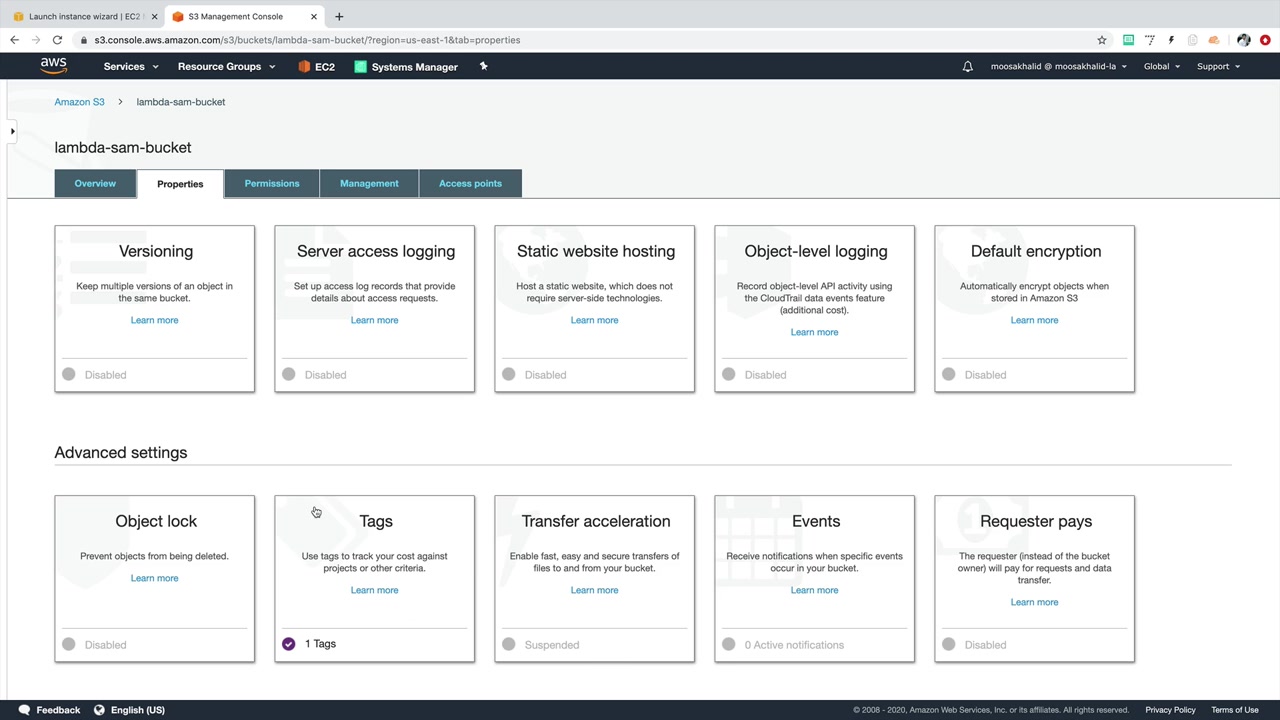 Launch instance wizard | EC2
S3 Management Console
s3.console.aws.amazon.com/s3/buckets/lambda-sam-bucket/?region=us-east-1&tab=properties
aws
Services
Resource Groups
EC2
Systems Manager
moosakhalid @ moosakhalid-la
Global
Support
Amazon S3 > lambda-sam-bucket
lambda-sam-bucket
Overview
Properties
Permissions
Management
Access points
Versioning
Keep multiple versions of an object in
the same bucket.
Learn more
Disabled
Server access logging
Set up access log records that provide
details about access requests.
Learn more
Disabled
Static website hosting
Host a static website, which does not
require server-side technologies.
Learn more
Disabled
Object-level logging
Record object-level API activity using
the CloudTrail data events feature
(additional cost).
Learn more
Disabled
Default encryption
Automatically encrypt objects when
stored in Amazon S3
Learn more
Disabled
Advanced settings
Object lock
Prevent objects from being deleted.
Learn more
Disabled
Tags
Use tags to track your cost against
projects or other criteria.
Learn more
1 Tags
Transfer acceleration
Enable fast, easy and secure transfers of
files to and from your bucket.
Learn more
Suspended
Events
Receive notifications when specific events
occur in your bucket.
Learn more
0 Active notifications
Requester pays
The requester (instead of the bucket
owner) will pay for requests and data
transfer.
Learn more
Disabled
Feedback
English (US)
© 2008 - 2020, Amazon Web Services, Inc. or its affiliates. All rights reserved.
Privacy Policy
Terms of Use